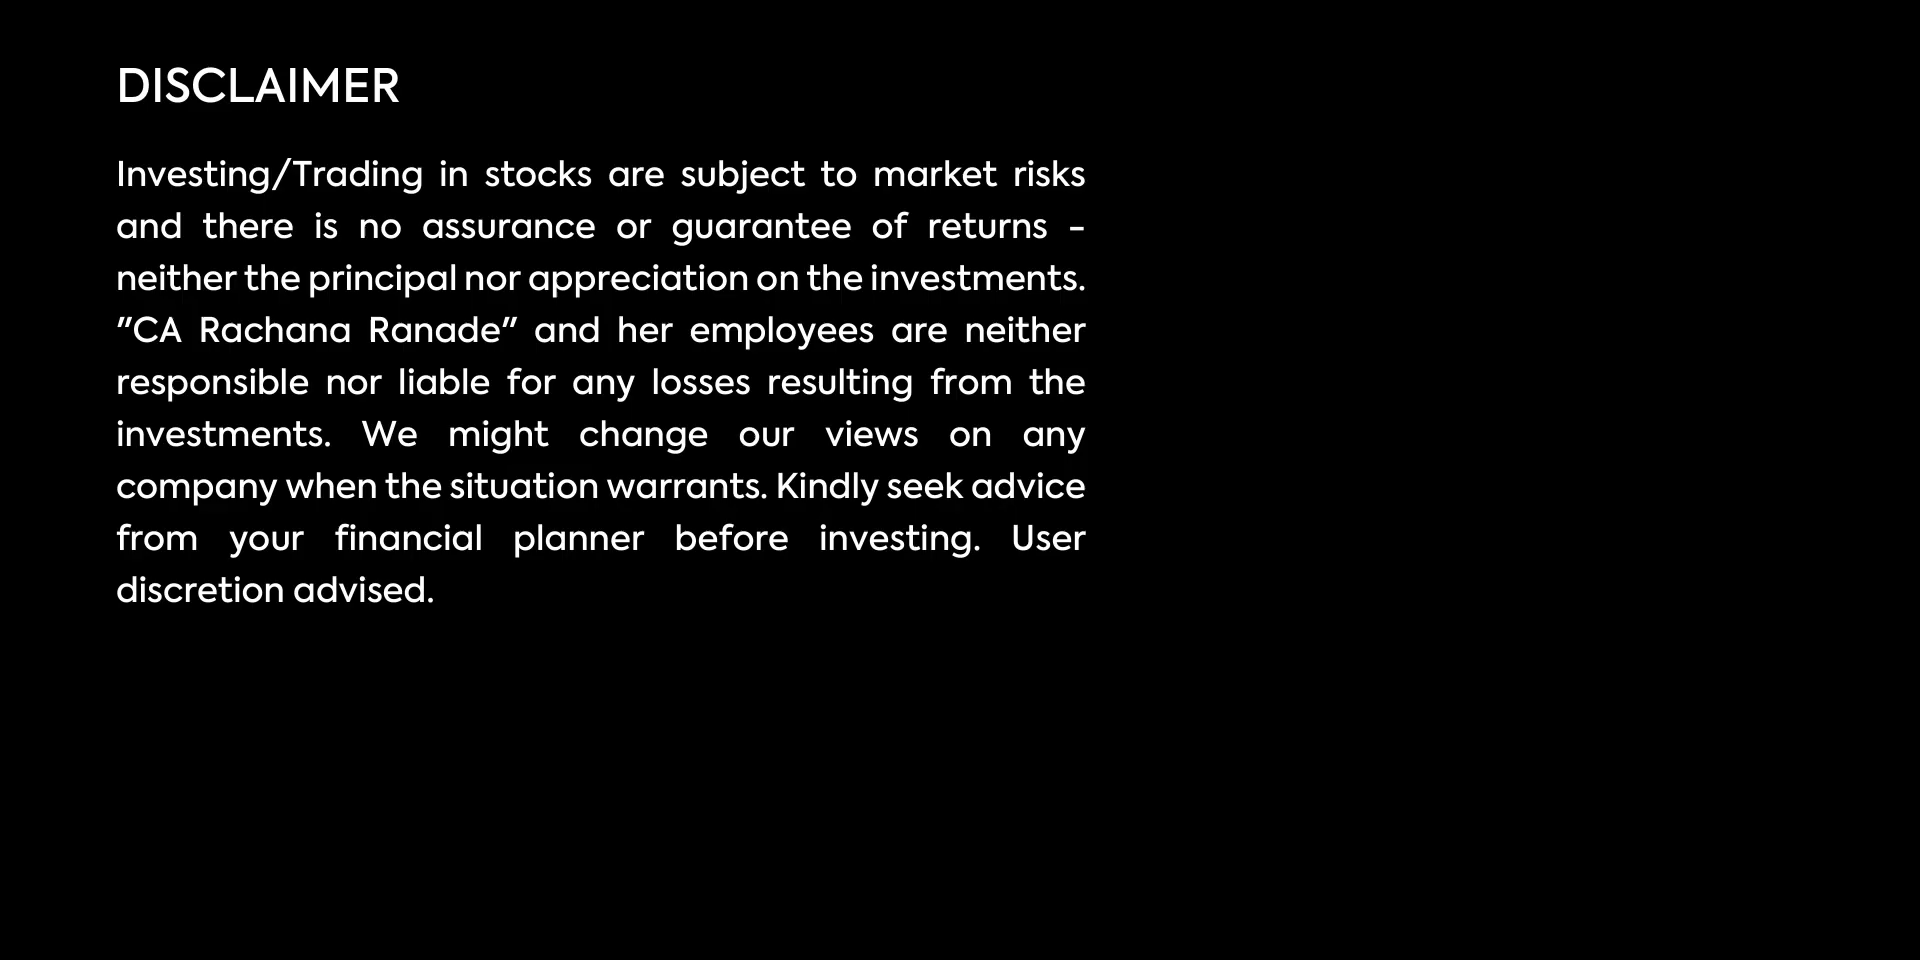 DISCLAIMER
Investing/Trading in stocks are subject to market risks
and there is no assurance or guarantee of returns -
neither the principal nor appreciation on the investments.
"CA Rachana Ranade" and her employees are neither
responsible nor liable for any losses resulting from the
investments. We might change our views on any
company when the situation warrants. Kindly seek advice
from your financial planner before investing. User
discretion advised.